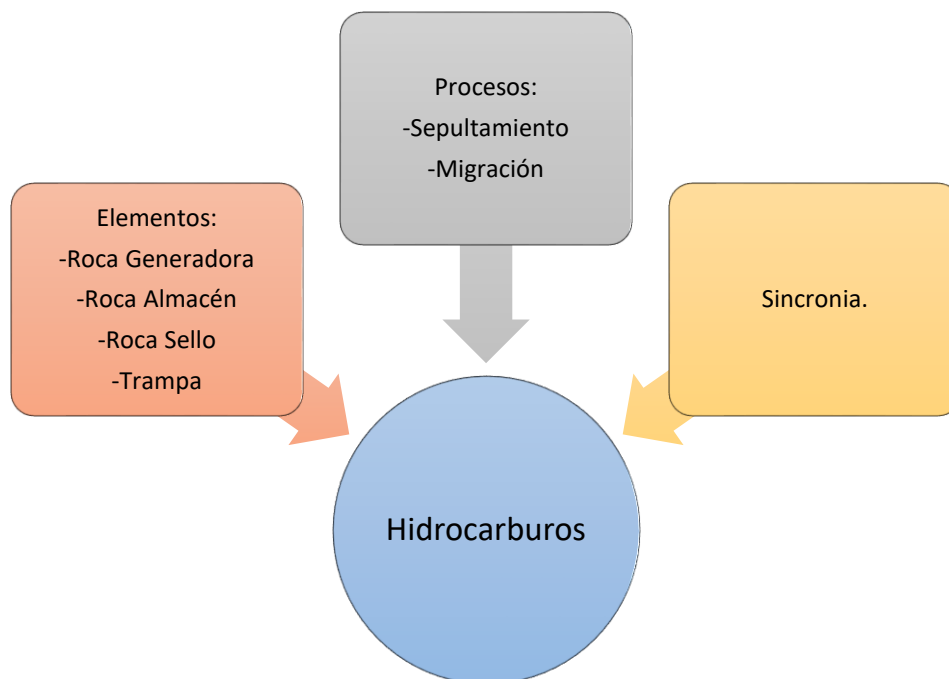 Procesos:
-Sepultamiento
-Migración
Elementos:
-Roca Generadora
-Roca Almacén
-Roca Sello
-Trampa
Sincronia.
Hidrocarburos